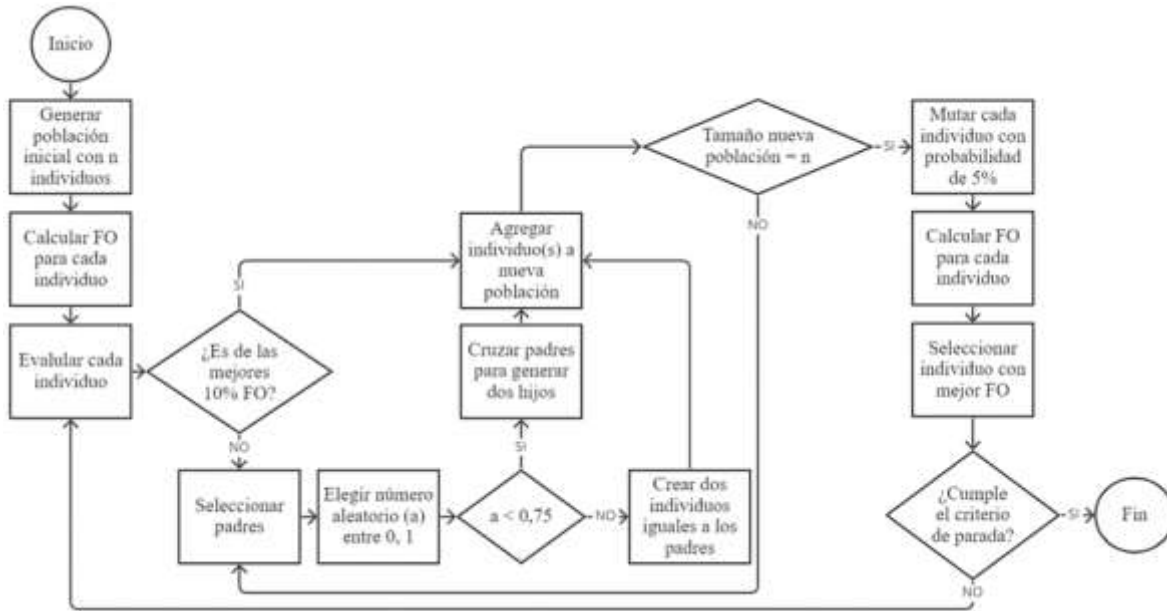 Inicio
Generar
población
inicial con n
individuos
Calcular FO
para cada
individuo
Evalular cada
individuo
¿Es de las
mejores
10% FO?
SI
NO
Seleccionar
padres
Elegir número
aleatorio (a)
entre 0, 1
a < 0,75
SI
NO
Cruzar padres
para generar
dos hijos
Crear dos
individuos
iguales a los
padres
Agregar
individuo(s) a
nueva
población
Tamaño nueva
población = n
SI
NO
Mutar cada
individuo con
probabilidad
de 5%
Calcular FO
para cada
individuo
Seleccionar
individuo con
mejor FO
¿Cumple
el criterio
de parada?
SI
NO
Fin